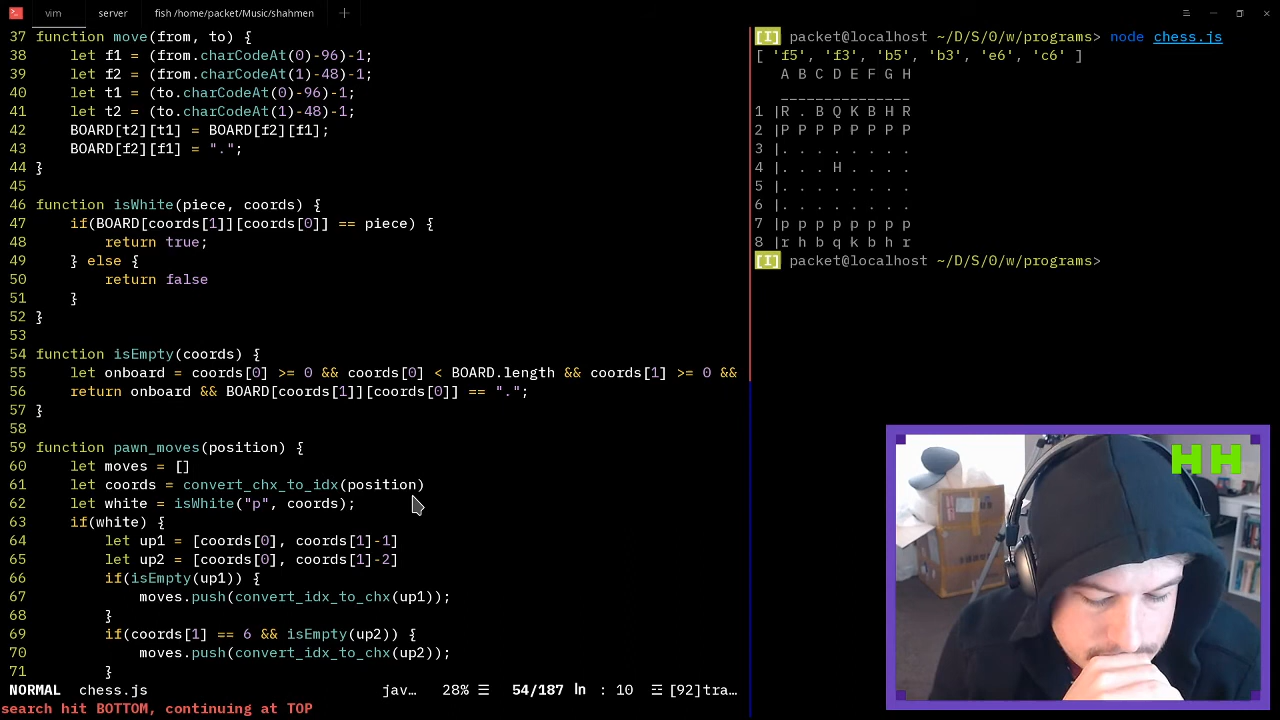 vim server fish /home/packet/Music/shahmen
37 function move(from, to) {
38 let f1 = (from.charCodeAt(0)-96)-1;
39 let f2 = (from.charCodeAt(1)-48)-1;
40 let t1 = (to.charCodeAt(0)-96)-1;
41 let t2 = (to.charCodeAt(1)-48)-1;
42 BOARD[t2][t1] = BOARD[f2][f1];
43 BOARD[f2][f1] = ".";
44 }
45
46 function isWhite(piece, coords) {
47 if(BOARD[coords[1]][coords[0]] == piece) {
48 return true;
49 } else {
50 return false
51 }
52 }
53
54 function isEmpty(coords) {
55 let onboard = coords[0] >= 0 && coords[0] < BOARD.length && coords[1] >= 0 &&
56 return onboard && BOARD[coords[1]][coords[0]] == ".";
57 }
58
59 function pawn_moves(position) {
60 let moves = []
61 let coords = convert_chx_to_idx(position)
62 let white = isWhite("p", coords);
63 if(white) {
64 let up1 = [coords[0], coords[1]-1]
65 let up2 = [coords[0], coords[1]-2]
66 if(isEmpty(up1)) {
67 moves.push(convert_idx_to_chx(up1));
68 }
69 if(coords[1] == 6 && isEmpty(up2)) {
70 moves.push(convert_idx_to_chx(up2));
71 }
NORMAL chess.js jav… 28% ☰ 54/187 ln : 10 ☲ [92]tra…
search hit BOTTOM, continuing at TOP
[I] packet@localhost ~/D/S/0/w/programs> node chess.js
[ 'f5', 'f3', 'b5', 'b3', 'e6', 'c6' ]
A B C D E F G H
_______________
1 |R . B Q K B H R
2 |P P P P P P P P
3 |. . . . . . . .
4 |. . . H . . . .
5 |. . . . . . . .
6 |. . . . . . . .
7 |p p p p p p p p
8 |r h b q k b h r
[I] packet@localhost ~/D/S/0/w/programs>
HH